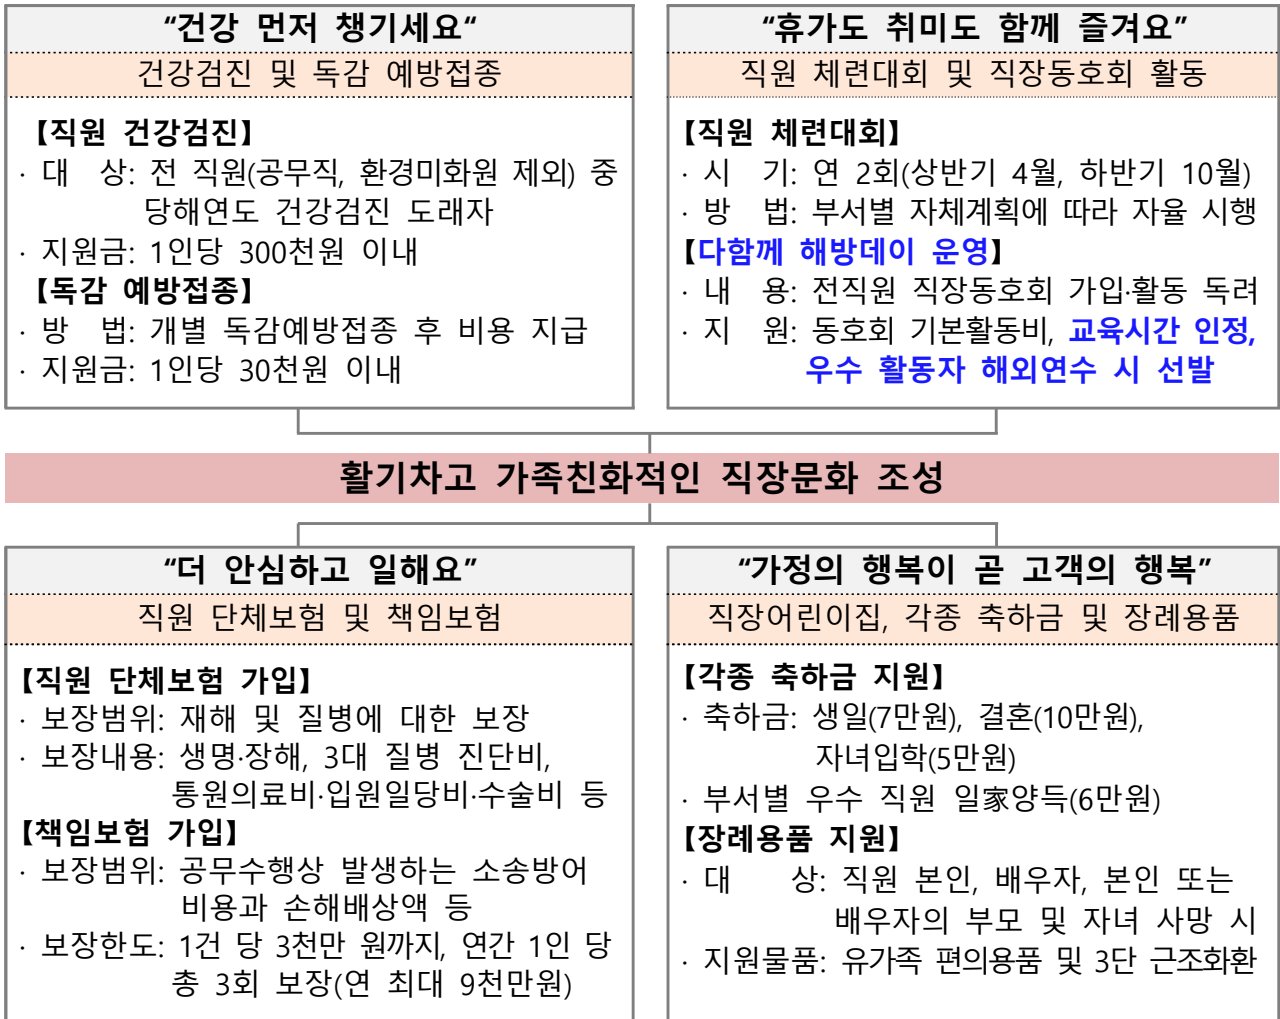 “건강 먼저 챙기세요“
건강검진 및 독감 예방접종
【직원 건강검진】
· 대 상: 전 직원(공무직, 환경미화원 제외) 중
당해연도 건강검진 도래자
· 지원금: 1인당 300천원 이내
【독감 예방접종】
· 방 법: 개별 독감예방접종 후 비용 지급
· 지원금: 1인당 30천원 이내
“휴가도 취미도 함께 즐겨요”
직원 체련대회 및 직장동호회 활동
【직원 체련대회】
· 시 기: 연 2회(상반기 4월, 하반기 10월)
· 방 법: 부서별 자체계획에 따라 자율 시행
【다함께 해방데이 운영】
· 내 용: 전직원 직장동호회 가입·활동 독려
· 지 원: 동호회 기본활동비, 교육시간 인정,
우수 활동자 해외연수 시 선발
활기차고 가족친화적인 직장문화 조성
“더 안심하고 일해요”
직원 단체보험 및 책임보험
【직원 단체보험 가입】
· 보장범위: 재해 및 질병에 대한 보장
· 보장내용: 생명·장해, 3대 질병 진단비,
통원의료비·입원일당비·수술비 등
【책임보험 가입】
· 보장범위: 공무수행상 발생하는 소송방어
비용과 손해배상액 등
· 보장한도: 1건 당 3천만 원까지, 연간 1인 당
총 3회 보장(연 최대 9천만원)
“가정의 행복이 곧 고객의 행복”
직장어린이집, 각종 축하금 및 장례용품
【각종 축하금 지원】
· 축하금: 생일(7만원), 결혼(10만원),
자녀입학(5만원)
· 부서별 우수 직원 일家양득(6만원)
【장례용품 지원】
· 대 상: 직원 본인, 배우자, 본인 또는
배우자의 부모 및 자녀 사망 시
· 지원물품: 유가족 편의용품 및 3단 근조화환